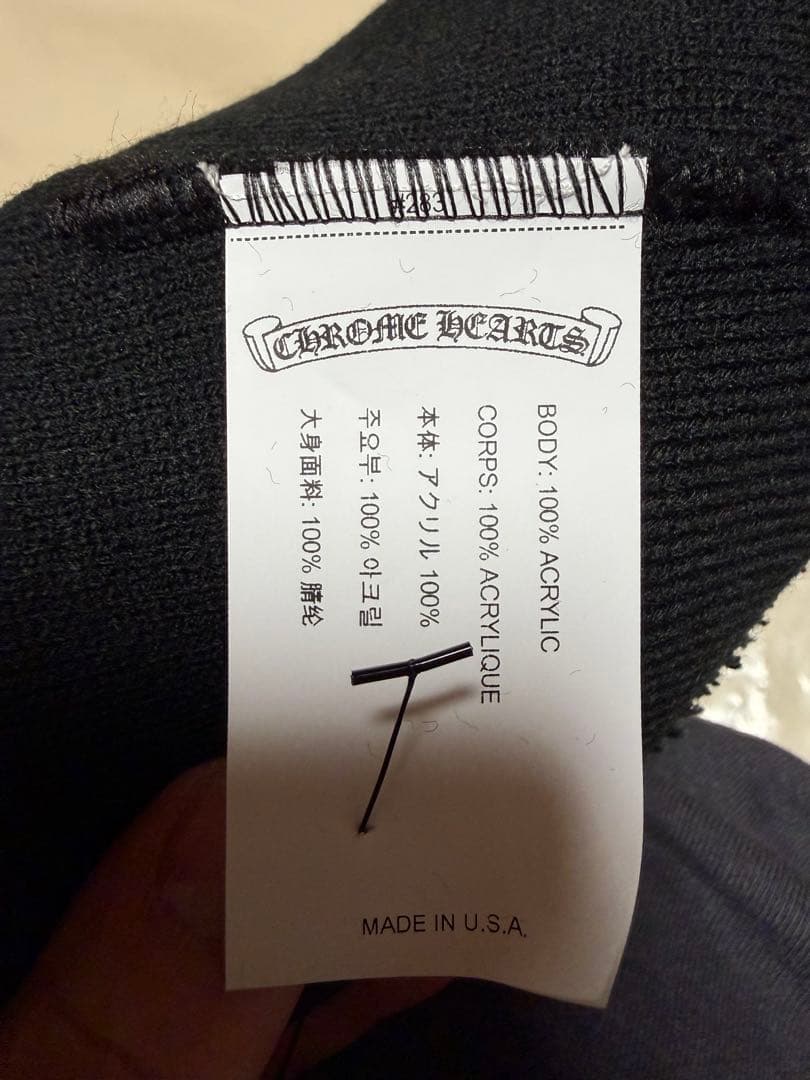 #283
CHROME HEARTS
BODY: 100% ACRYLIC
CORPS: 100% ACRYLIQUE
本体: アクリル 100%
주요부: 100% 아크릴
大身面料: 100% 腈纶
MADE IN U.S.A.